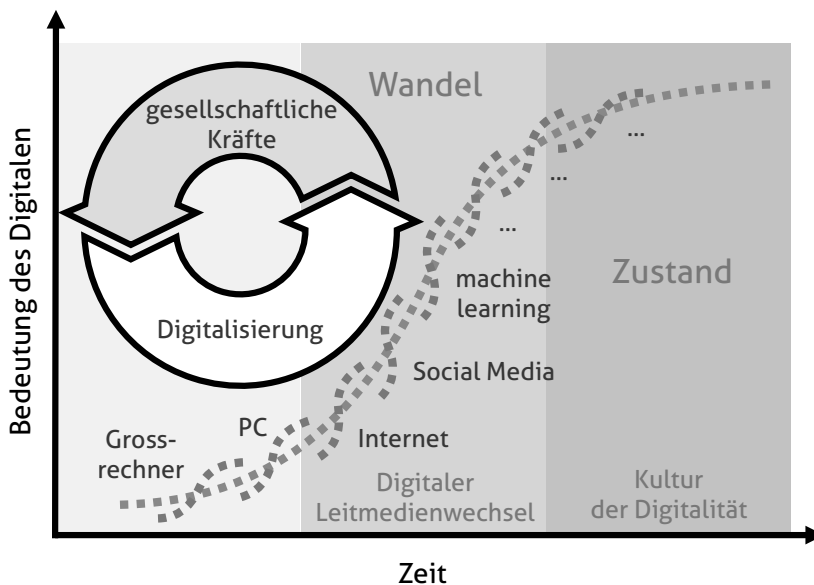 Bedeutung des Digitalen
gesellschaftliche
Kräfte
Digitalisierung
Wandel
Zustand
Gross-
rechner
PC
Internet
Social Media
machine
learning
...
...
...
Digitaler
Leitmedienwechsel
Kultur
der Digitalität
Zeit